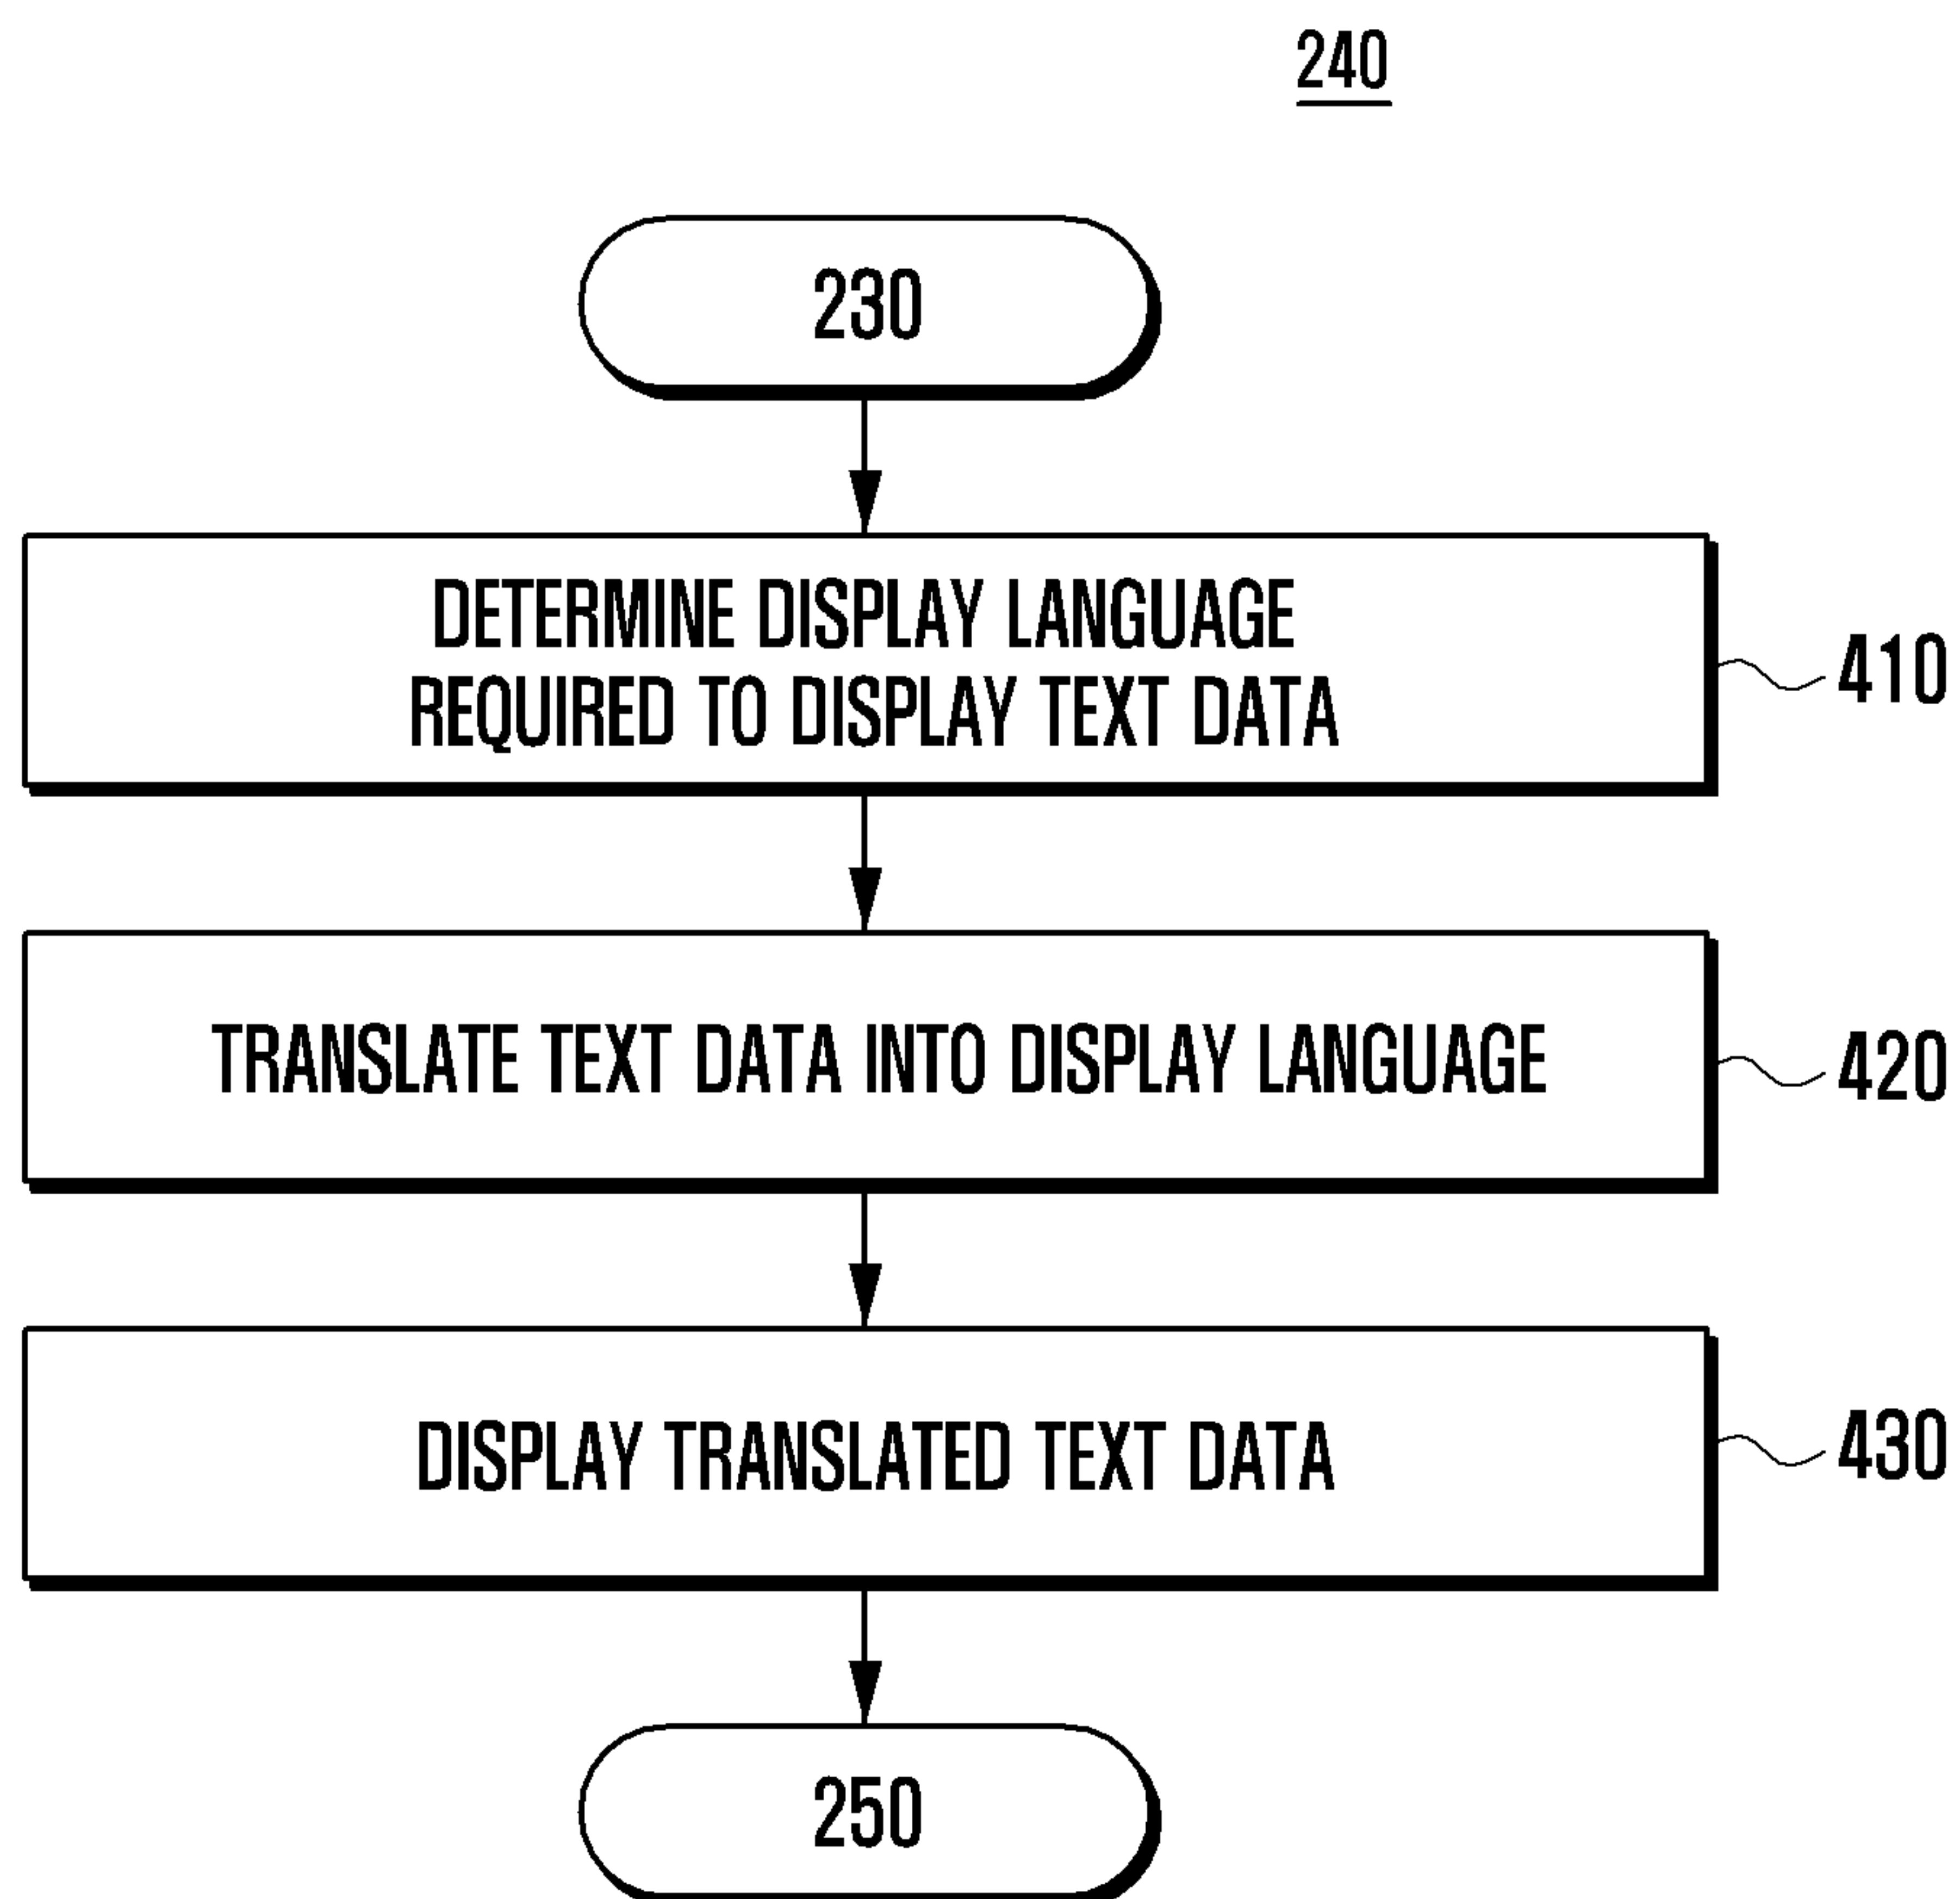 240
230
DETERMINE DISPLAY LANGUAGE
REQUIRED TO DISPLAY TEXT DATA
410
TRANSLATE TEXT DATA INTO DISPLAY LANGUAGE
420
DISPLAY TRANSLATED TEXT DATA
430
250